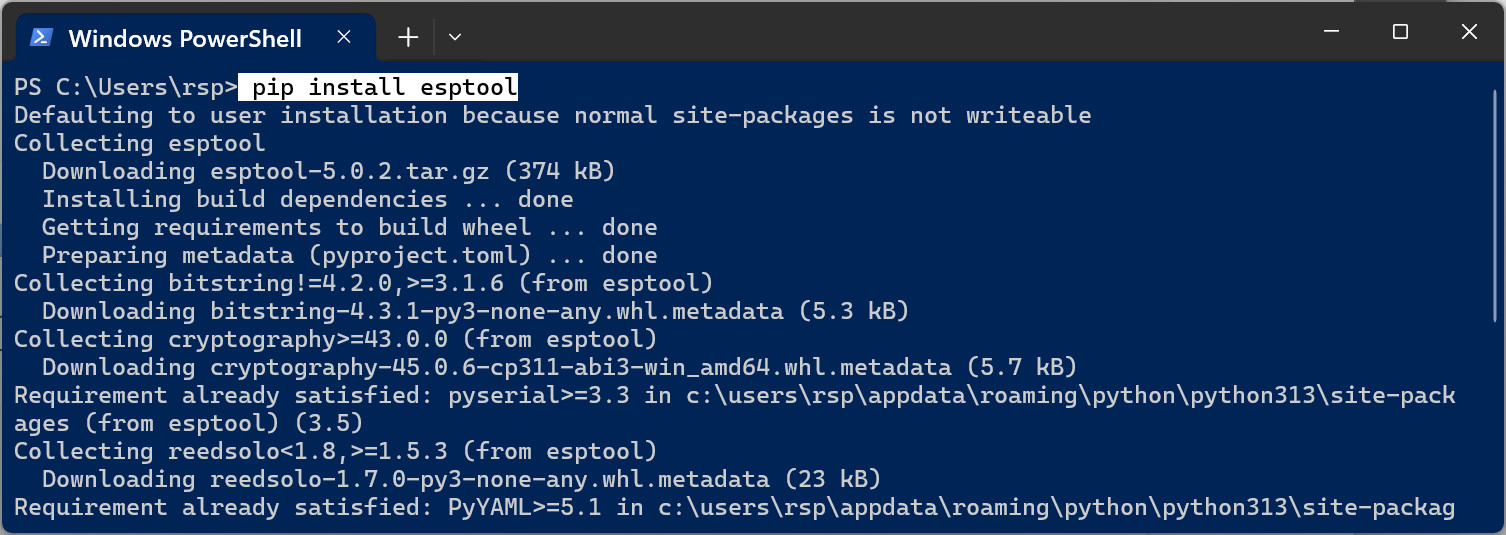 Windows PowerShell
PS C:\Users\rsp> pip install esptool
Defaulting to user installation because normal site-packages is not writeable
Collecting esptool
  Downloading esptool-5.0.2.tar.gz (374 kB)
  Installing build dependencies ... done
  Getting requirements to build wheel ... done
  Preparing metadata (pyproject.toml) ... done
Collecting bitstring!=4.2.0,>=3.1.6 (from esptool)
  Downloading bitstring-4.3.1-py3-none-any.whl.metadata (5.3 kB)
Collecting cryptography>=43.0.0 (from esptool)
  Downloading cryptography-45.0.6-cp311-abi3-win_amd64.whl.metadata (5.7 kB)
Requirement already satisfied: pyserial>=3.3 in c:\users\rsp\appdata\roaming\python\python313\site-pack
ages (from esptool) (3.5)
Collecting reedsolo<1.8,>=1.5.3 (from esptool)
  Downloading reedsolo-1.7.0-py3-none-any.whl.metadata (23 kB)
Requirement already satisfied: PyYAML>=5.1 in c:\users\rsp\appdata\roaming\python\python313\site-packag